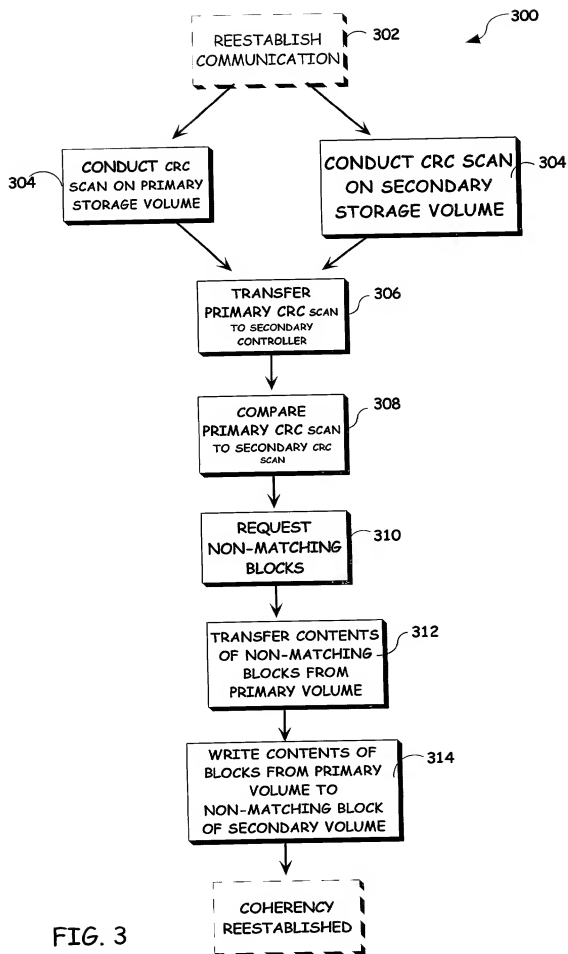 300
REESTABLISH
COMMUNICATION
302
304
CONDUCT CRC
SCAN ON PRIMARY
STORAGE VOLUME
CONDUCT CRC SCAN
ON SECONDARY
STORAGE VOLUME
304
TRANSFER
PRIMARY CRC SCAN
TO SECONDARY
CONTROLLER
306
COMPARE
PRIMARY CRC SCAN
TO SECONDARY CRC
SCAN
308
REQUEST
NON-MATCHING
BLOCKS
310
TRANSFER CONTENTS
OF NON-MATCHING
BLOCKS FROM
PRIMARY VOLUME
312
WRITE CONTENTS OF
BLOCKS FROM PRIMARY
VOLUME TO
NON-MATCHING BLOCK
OF SECONDARY VOLUME
314
COHERENCY
REESTABLISHED
FIG. 3